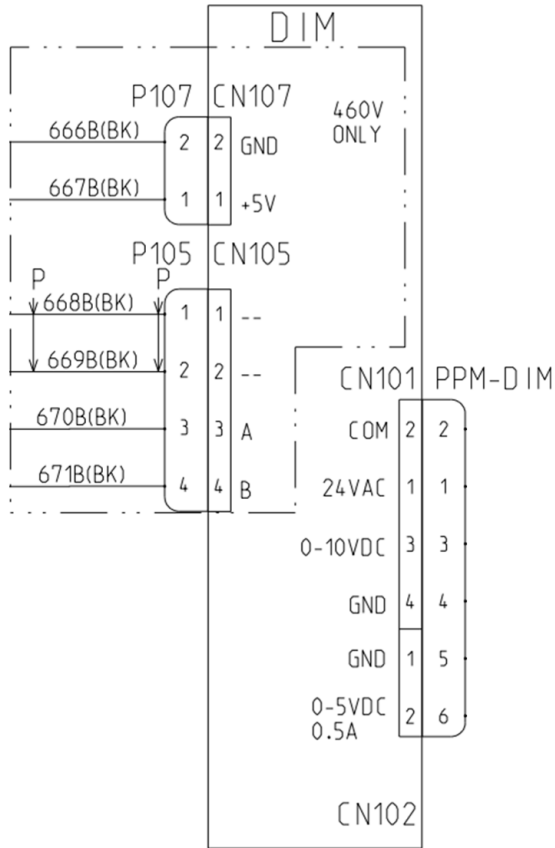 DIM
P107 CN107
460V
ONLY
666B(BK) 2 2 GND
667B(BK) 1 1 +5V
P105 CN105
P P
668B(BK) 1 1 --
669B(BK) 2 2 --
670B(BK) 3 3 A
671B(BK) 4 4 B
CN101 PPM-DIM
COM 2 2
24VAC 1 1
0-10VDC 3 3
GND 4 4
GND 1 5
0-5VDC
0.5A 2 6
CN102